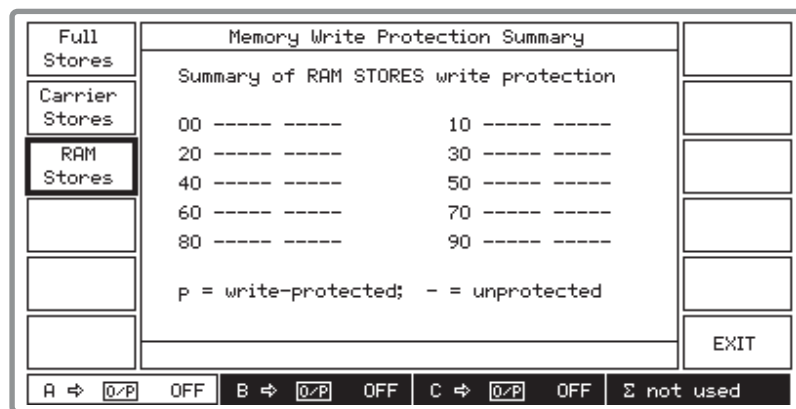 Full
Stores
Carrier
Stores
RAM
Stores
Memory Write Protection Summary
Summary of RAM STORES write protection
00 ----- ----- 10 ----- -----
20 ----- ----- 30 ----- -----
40 ----- ----- 50 ----- -----
60 ----- ----- 70 ----- -----
80 ----- ----- 90 ----- -----
p = write-protected; - = unprotected
EXIT
A ⇨ O/P OFF B ⇨ O/P OFF C ⇨ O/P OFF Σ not used